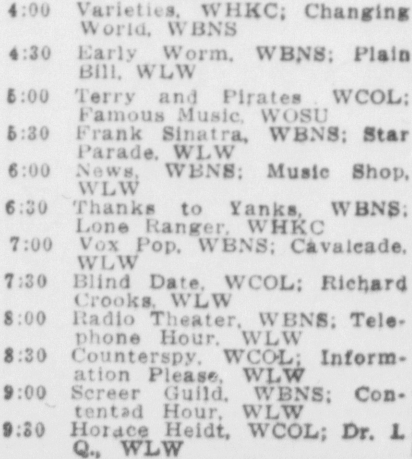 4:00 Varieties, WHKC; Changing
World, WBNS
4:30 Early Worm, WBNS; Plain
Bill, WLW
5:00 Terry and Pirates WCOL;
Famous Music, WOSU
5:30 Frank Sinatra, WBNS; Star
Parade, WLW
6:00 News, WBNS; Music Shop,
WLW
6:30 Thanks to Yanks, WBNS;
Lone Ranger, WHKC
7:00 Vox Pop, WBNS; Cavalcade,
WLW
7:30 Blind Date, WCOL; Richard
Crooks, WLW
8:00 Radio Theater, WBNS; Tele-
phone Hour, WLW
8:30 Counterspy, WCOL; Inform-
ation Please, WLW
9:00 Screer Guild, WBNS; Con-
tented Hour, WLW
9:30 Horace Heidt, WCOL; Dr. I.
Q., WLW